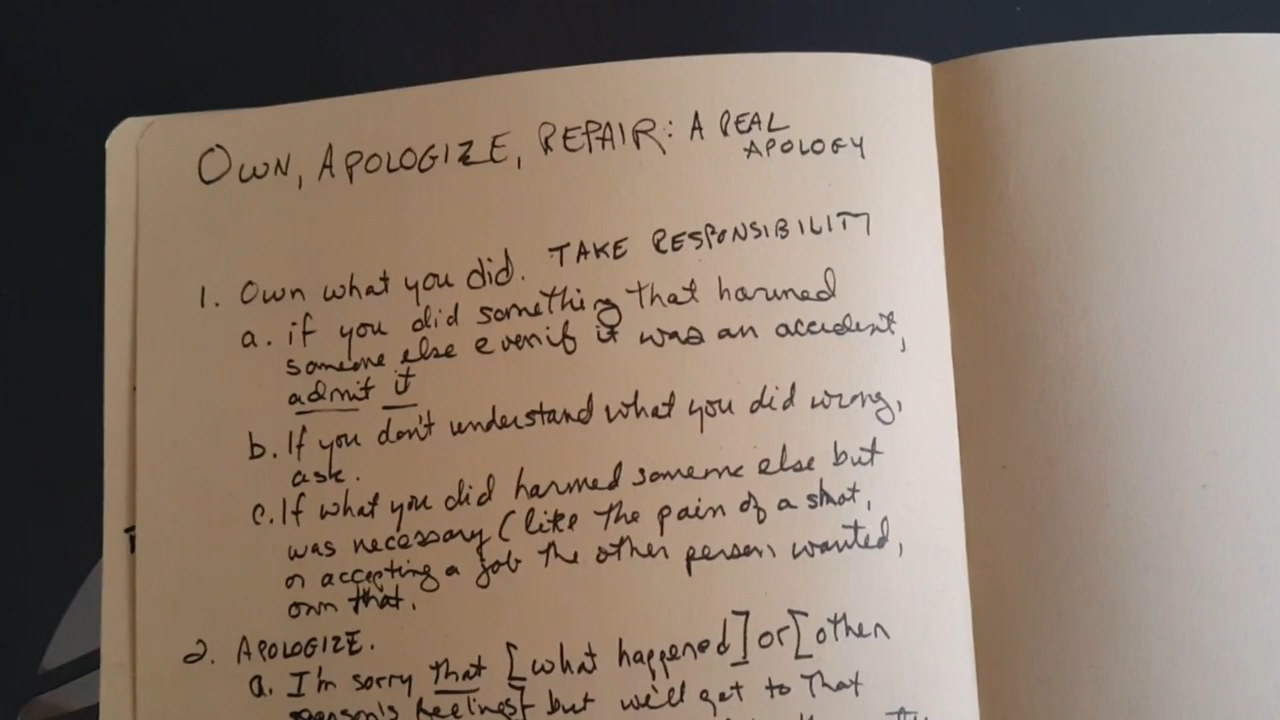 OWN, APOLOGIZE, REPAIR: A REAL
APOLOGY
1. Own what you did. TAKE RESPONSIBILITY
a. if you did something that harmed
someone else even if it was an accident,
admit it
b. If you don't understand what you did wrong,
ask.
c. If what you did harmed someone else but
was necessary (like the pain of a shot,
or accepting a job the other person wanted,
own that.
2. APOLOGIZE.
a. I'm sorry that [what happened] or [other
person's feelings] but we'll get to that